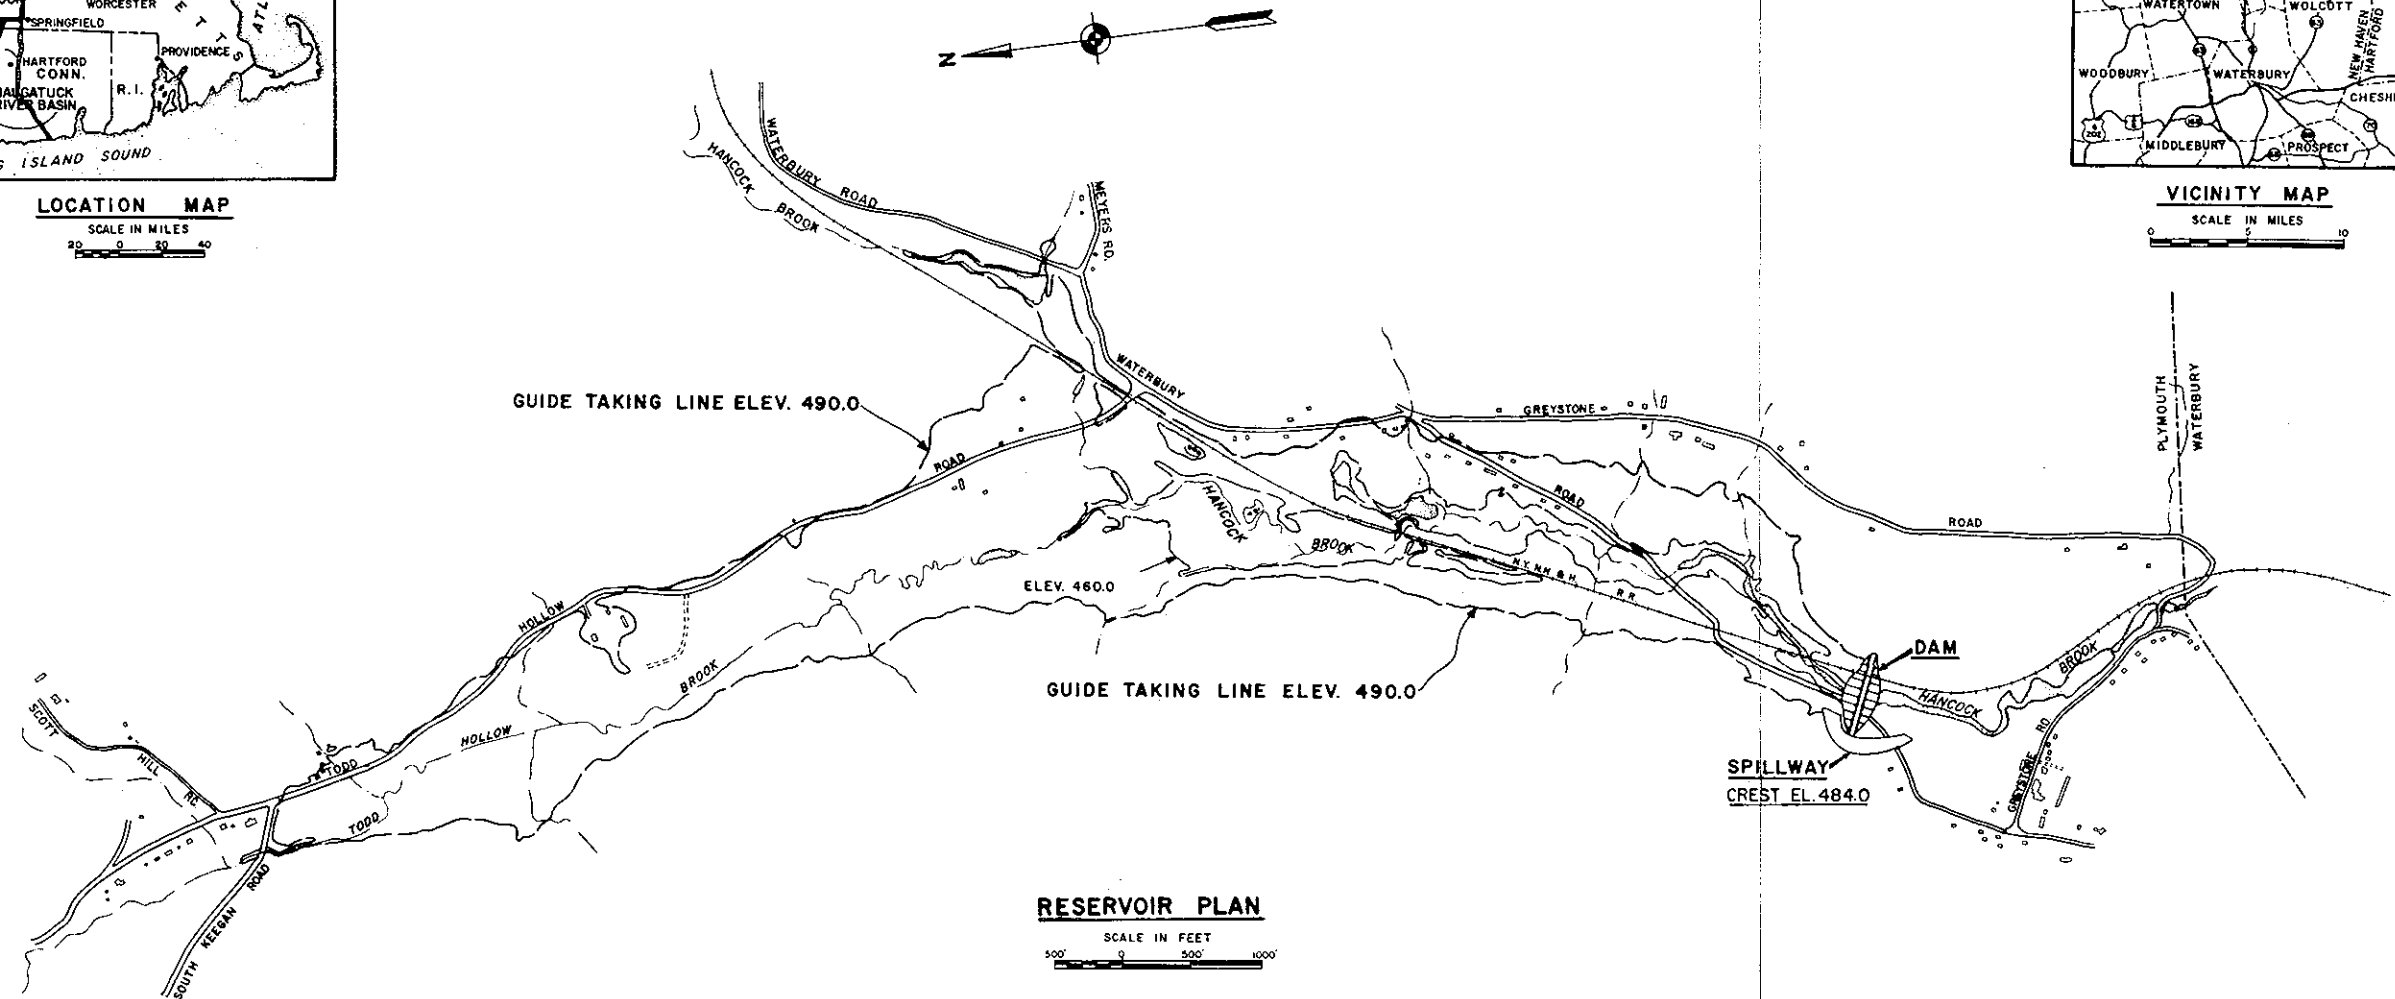 WORCESTER
SPRINGFIELD
PROVIDENCE
HARTFORD
CONN.
R.I.
RIVER BASIN
ISLAND SOUND
LOCATION MAP
SCALE IN MILES
20 0 20 40
N
WATERTOWN
WOLCOTT
63
NEW HAVEN
HARTFORD
WOODBURY
WATERBURY
6
202
MIDDLEBURY
PROSPECT
70
VICINITY MAP
SCALE IN MILES
0 5 10
WATERBURY ROAD
HANCOCK BROOK
MEYERS RD.
WATERBURY
GREYSTONE
ROAD
ROAD
PLYMOUTH
WATERBURY
GUIDE TAKING LINE ELEV. 490.0
ROAD
HANCOCK
BROOK
ELEV. 460.0
N.Y. N.H. & H.
R.R.
HOLLOW
BROOK
HOLLOW
TODD
TODD
GUIDE TAKING LINE ELEV. 490.0
DAM
HANCOCK
BROOK
GREYSTONE RD.
SPILLWAY
CREST EL. 484.0
SCOTT HILL RD.
SOUTH KEEGAN ROAD
RESERVOIR PLAN
SCALE IN FEET
500' 0 500' 1000'